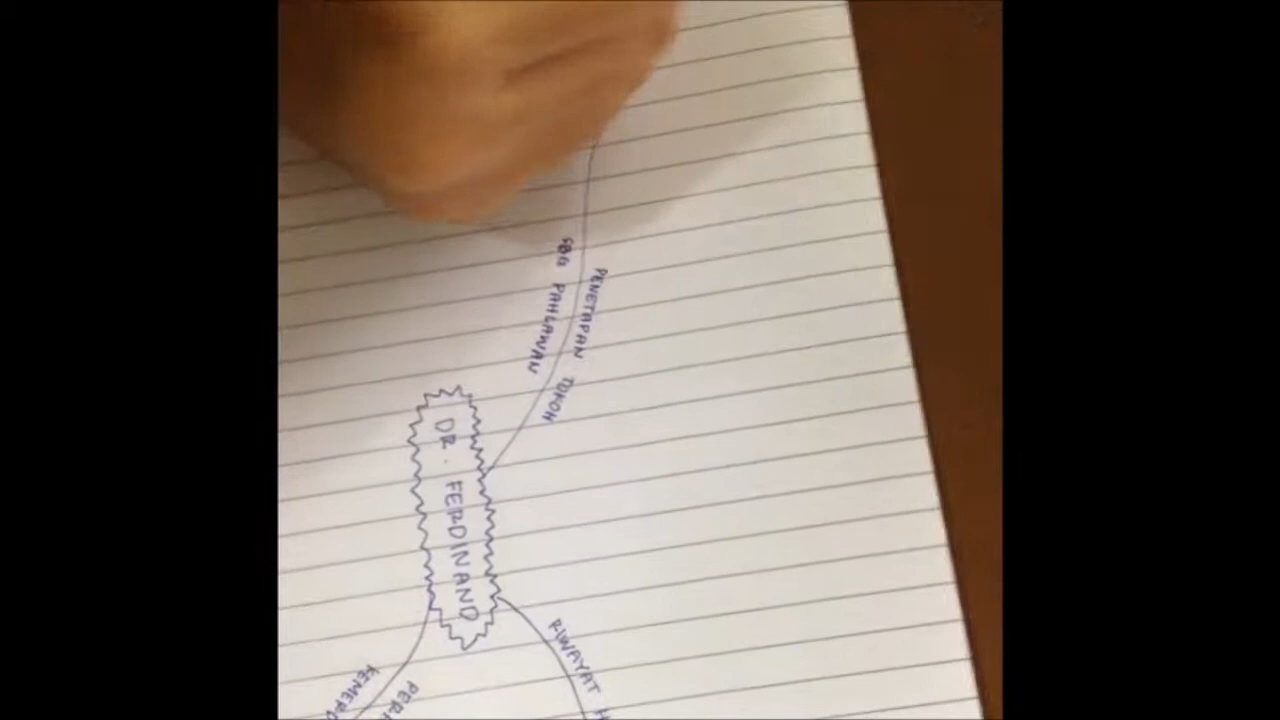 PENETAPAN TOKOH
SBG PAHLAWAN
DR. FERDINAND
RIWAYAT H